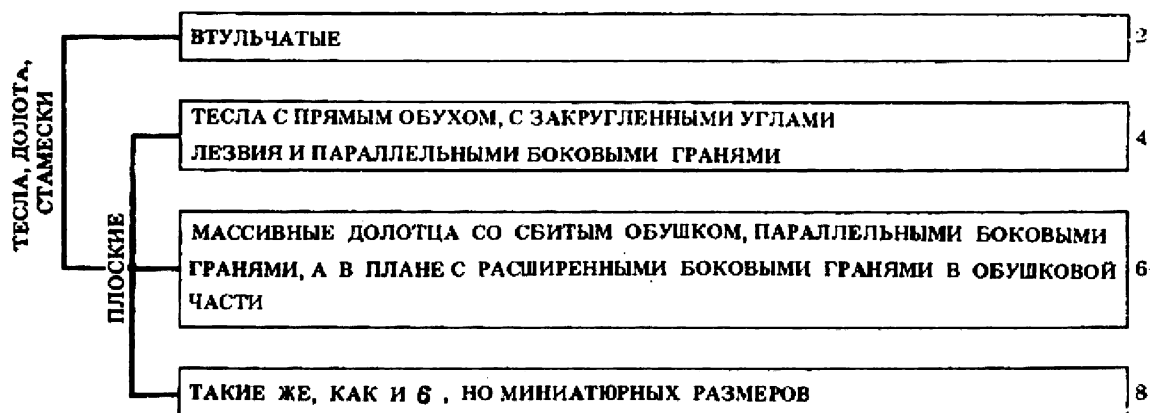 ТЕСЛА, ДОЛОТА,
СТАМЕСКИ
ВТУЛЬЧАТЫЕ 2
ПЛОСКИЕ
ТЕСЛА С ПРЯМЫМ ОБУХОМ, С ЗАКРУГЛЕННЫМИ УГЛАМИ
ЛЕЗВИЯ И ПАРАЛЛЕЛЬНЫМИ БОКОВЫМИ ГРАНЯМИ 4
МАССИВНЫЕ ДОЛОТЦА СО СБИТЫМ ОБУШКОМ, ПАРАЛЛЕЛЬНЫМИ БОКОВЫМИ
ГРАНЯМИ, А В ПЛАНЕ С РАСШИРЕННЫМИ БОКОВЫМИ ГРАНЯМИ В ОБУШКОВОЙ 6
ЧАСТИ
ТАКИЕ ЖЕ, КАК И 6, НО МИНИАТЮРНЫХ РАЗМЕРОВ 8